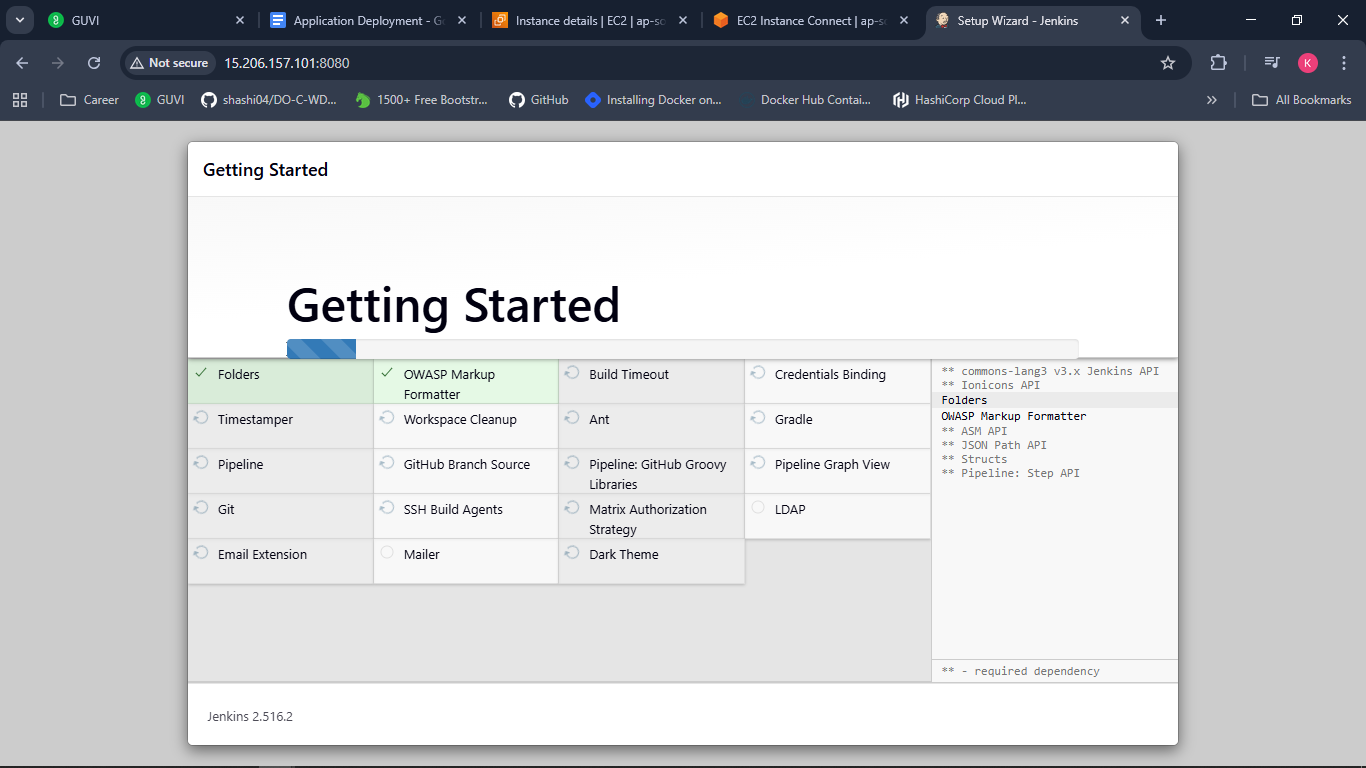 GUVI
Application Deployment - Gu
Instance details | EC2 | ap-so
EC2 Instance Connect | ap-so
Setup Wizard - Jenkins
Not secure
15.206.157.101:8080
K
Career
GUVI
shashi04/DO-C-WD...
1500+ Free Bootstr...
GitHub
Installing Docker on...
Docker Hub Contai...
HashiCorp Cloud Pl...
All Bookmarks
Getting Started
Getting Started
Folders
OWASP Markup
Formatter
Build Timeout
Credentials Binding
Timestamper
Workspace Cleanup
Ant
Gradle
Pipeline
GitHub Branch Source
Pipeline: GitHub Groovy
Libraries
Pipeline Graph View
Git
SSH Build Agents
Matrix Authorization
Strategy
LDAP
Email Extension
Mailer
Dark Theme
** commons-lang3 v3.x Jenkins API
** Ionicons API
Folders
OWASP Markup Formatter
** ASM API
** JSON Path API
** Structs
** Pipeline: Step API
** - required dependency
Jenkins 2.516.2